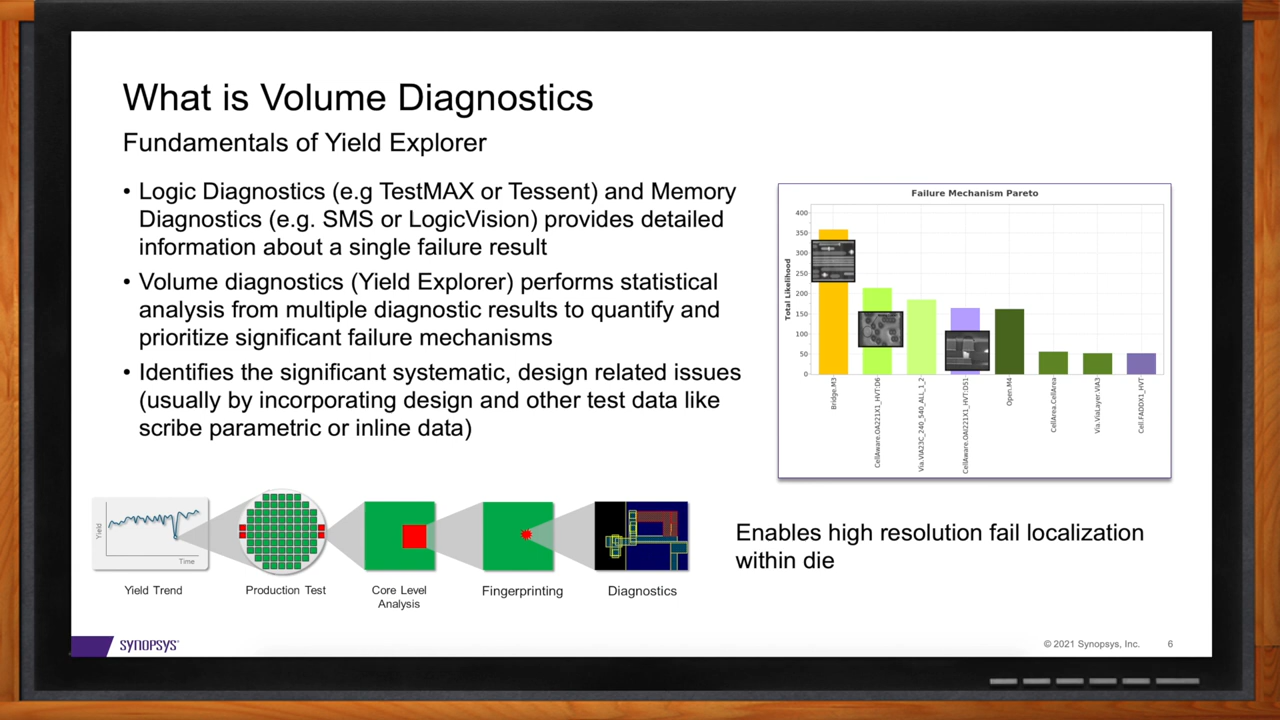 What is Volume Diagnostics
Fundamentals of Yield Explorer
• Logic Diagnostics (e.g TestMAX or Tessent) and Memory
Diagnostics (e.g. SMS or LogicVision) provides detailed
information about a single failure result
• Volume diagnostics (Yield Explorer) performs statistical
analysis from multiple diagnostic results to quantify and
prioritize significant failure mechanisms
• Identifies the significant systematic, design related issues
(usually by incorporating design and other test data like
scribe parametric or inline data)
Failure Mechanism Pareto
Total Likelihood
400
350
300
250
200
150
100
50
0
Bridge.M3
CellAware.OA221X1_HVT:D6
Via.VIA23C_240_540_ALL_1_2
CellAware.OAI221X1_HVT:D51
Open.M4
CellArea.CellArea
Via.ViaLayer.VIA3
Cell.FADDX1_HVT
Yield
Time
Yield Trend
Production Test
Core Level
Analysis
Fingerprinting
Diagnostics
Enables high resolution fail localization
within die
SYNOPSYS®
© 2021 Synopsys, Inc.
6